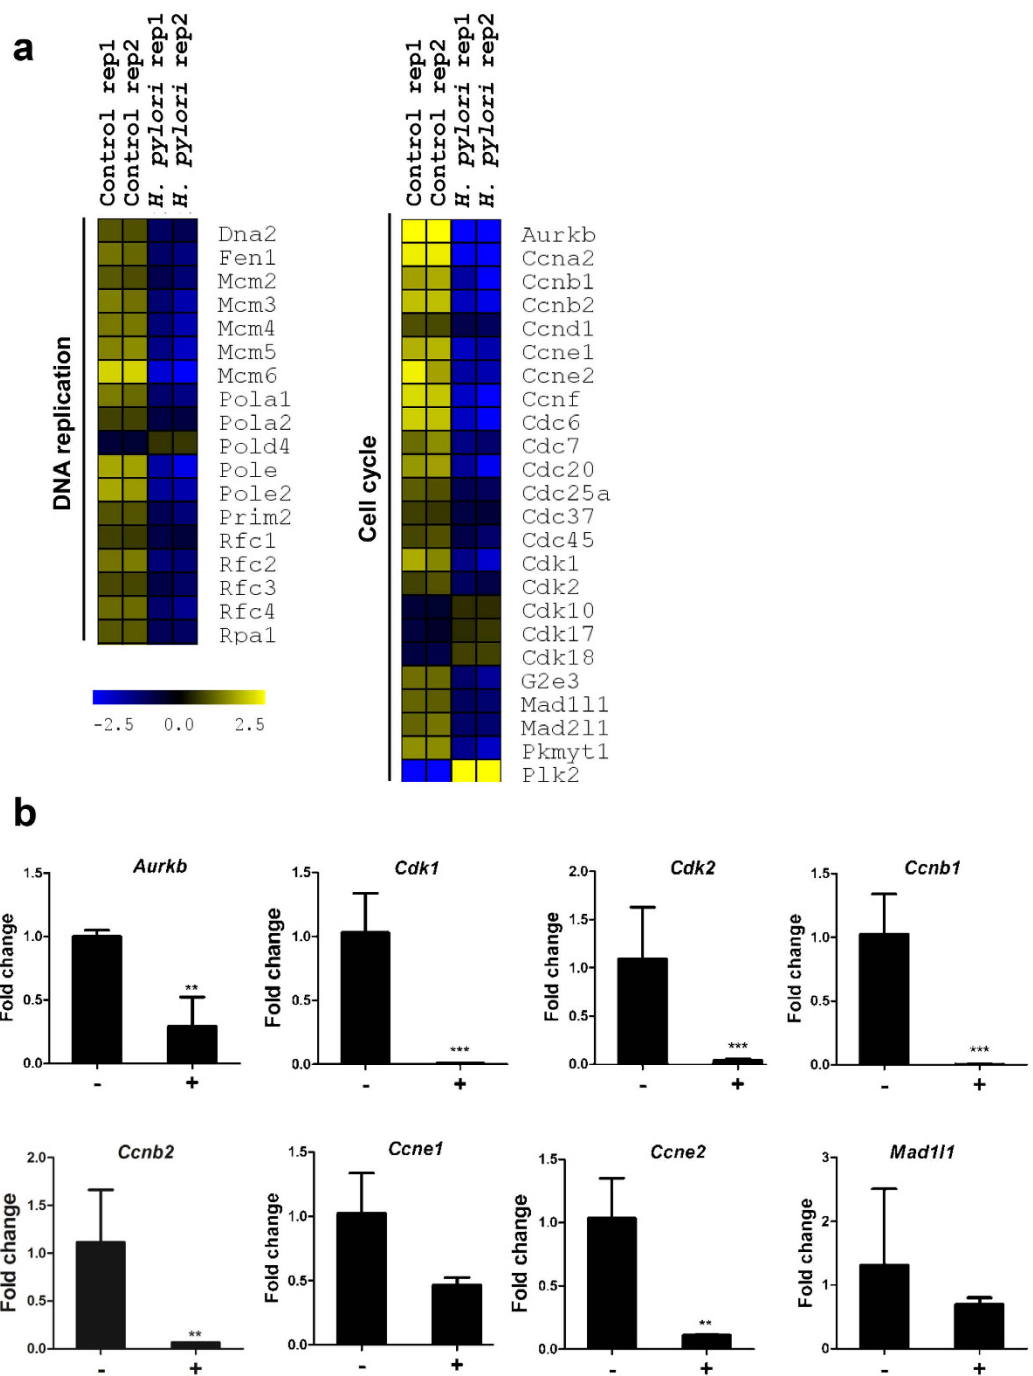 a
Control rep1
Control rep2
H. pylori rep1
H. pylori rep2
Control rep1
Control rep2
H. pylori rep1
H. pylori rep2
DNA replication
Dna2
Fen1
Mcm2
Mcm3
Mcm4
Mcm5
Mcm6
Pola1
Pola2
Pold4
Pole
Pole2
Prim2
Rfc1
Rfc2
Rfc3
Rfc4
Rpa1
-2.5 0.0 2.5
Cell cycle
Aurkb
Ccna2
Ccnb1
Ccnb2
Ccnd1
Ccne1
Ccne2
Ccnf
Cdc6
Cdc7
Cdc20
Cdc25a
Cdc37
Cdc45
Cdk1
Cdk2
Cdk10
Cdk17
Cdk18
G2e3
Mad1l1
Mad2l1
Pkmyt1
Plk2
b
Aurkb
Fold change
1.5
1.0
0.5
0.0
**
- +
Cdk1
Fold change
1.5
1.0
0.5
0.0
***
- +
Cdk2
Fold change
2.0
1.5
1.0
0.5
0.0
***
- +
Ccnb1
Fold change
1.5
1.0
0.5
0.0
***
- +
Ccnb2
Fold change
2.0
1.5
1.0
0.5
0.0
**
- +
Ccne1
Fold change
1.5
1.0
0.5
0.0
- +
Ccne2
Fold change
1.5
1.0
0.5
0.0
**
- +
Mad1l1
Fold change
3
2
1
0
- +